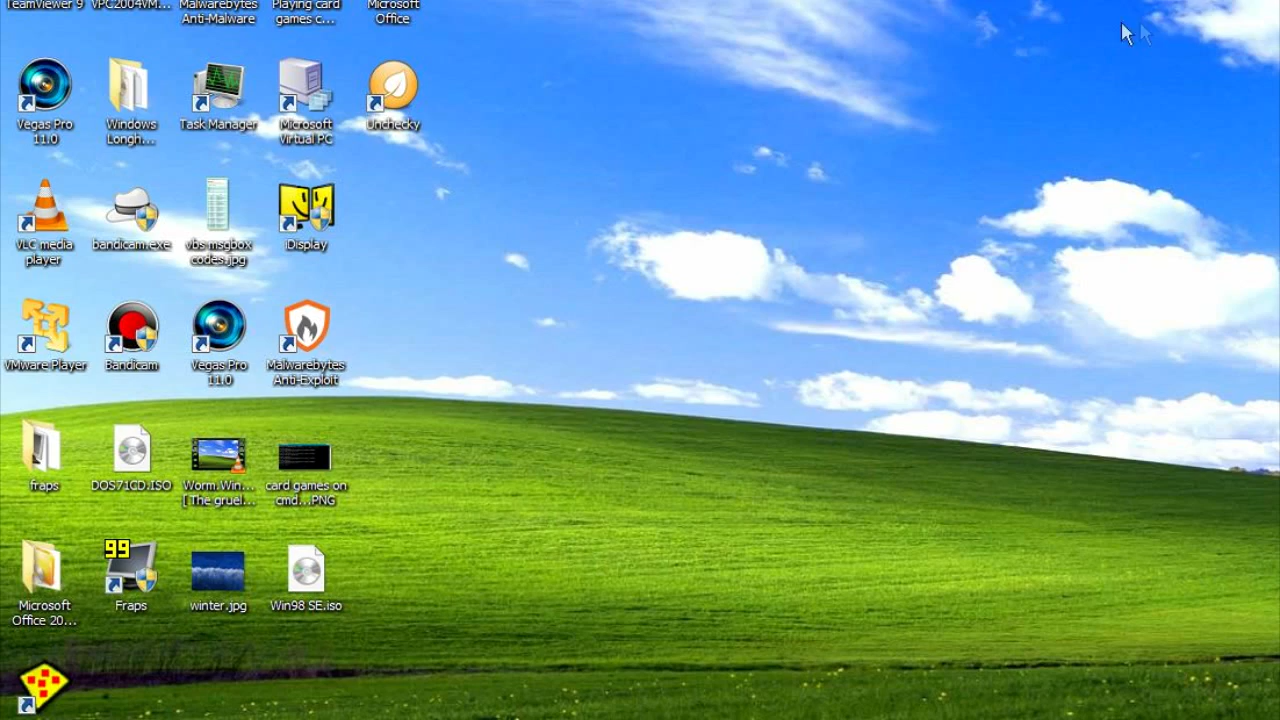 TeamViewer 9
VPC2004VM...
Malwarebytes
Anti-Malware
Playing card
games c...
Microsoft
Office
Vegas Pro
11.0
Windows
Longh...
Task Manager
Microsoft
Virtual PC
Unchecky
VLC media
player
bandicam.exe
vbs msgbox
codes.jpg
iDisplay
VMware Player
Bandicam
Vegas Pro
11.0
Malwarebytes
Anti-Exploit
fraps
DOS71CD.ISO
Worm.Win...
[ The gruel...
card games on
cmd...PNG
Microsoft
Office 20...
99
Fraps
winter.jpg
Win98 SE.iso